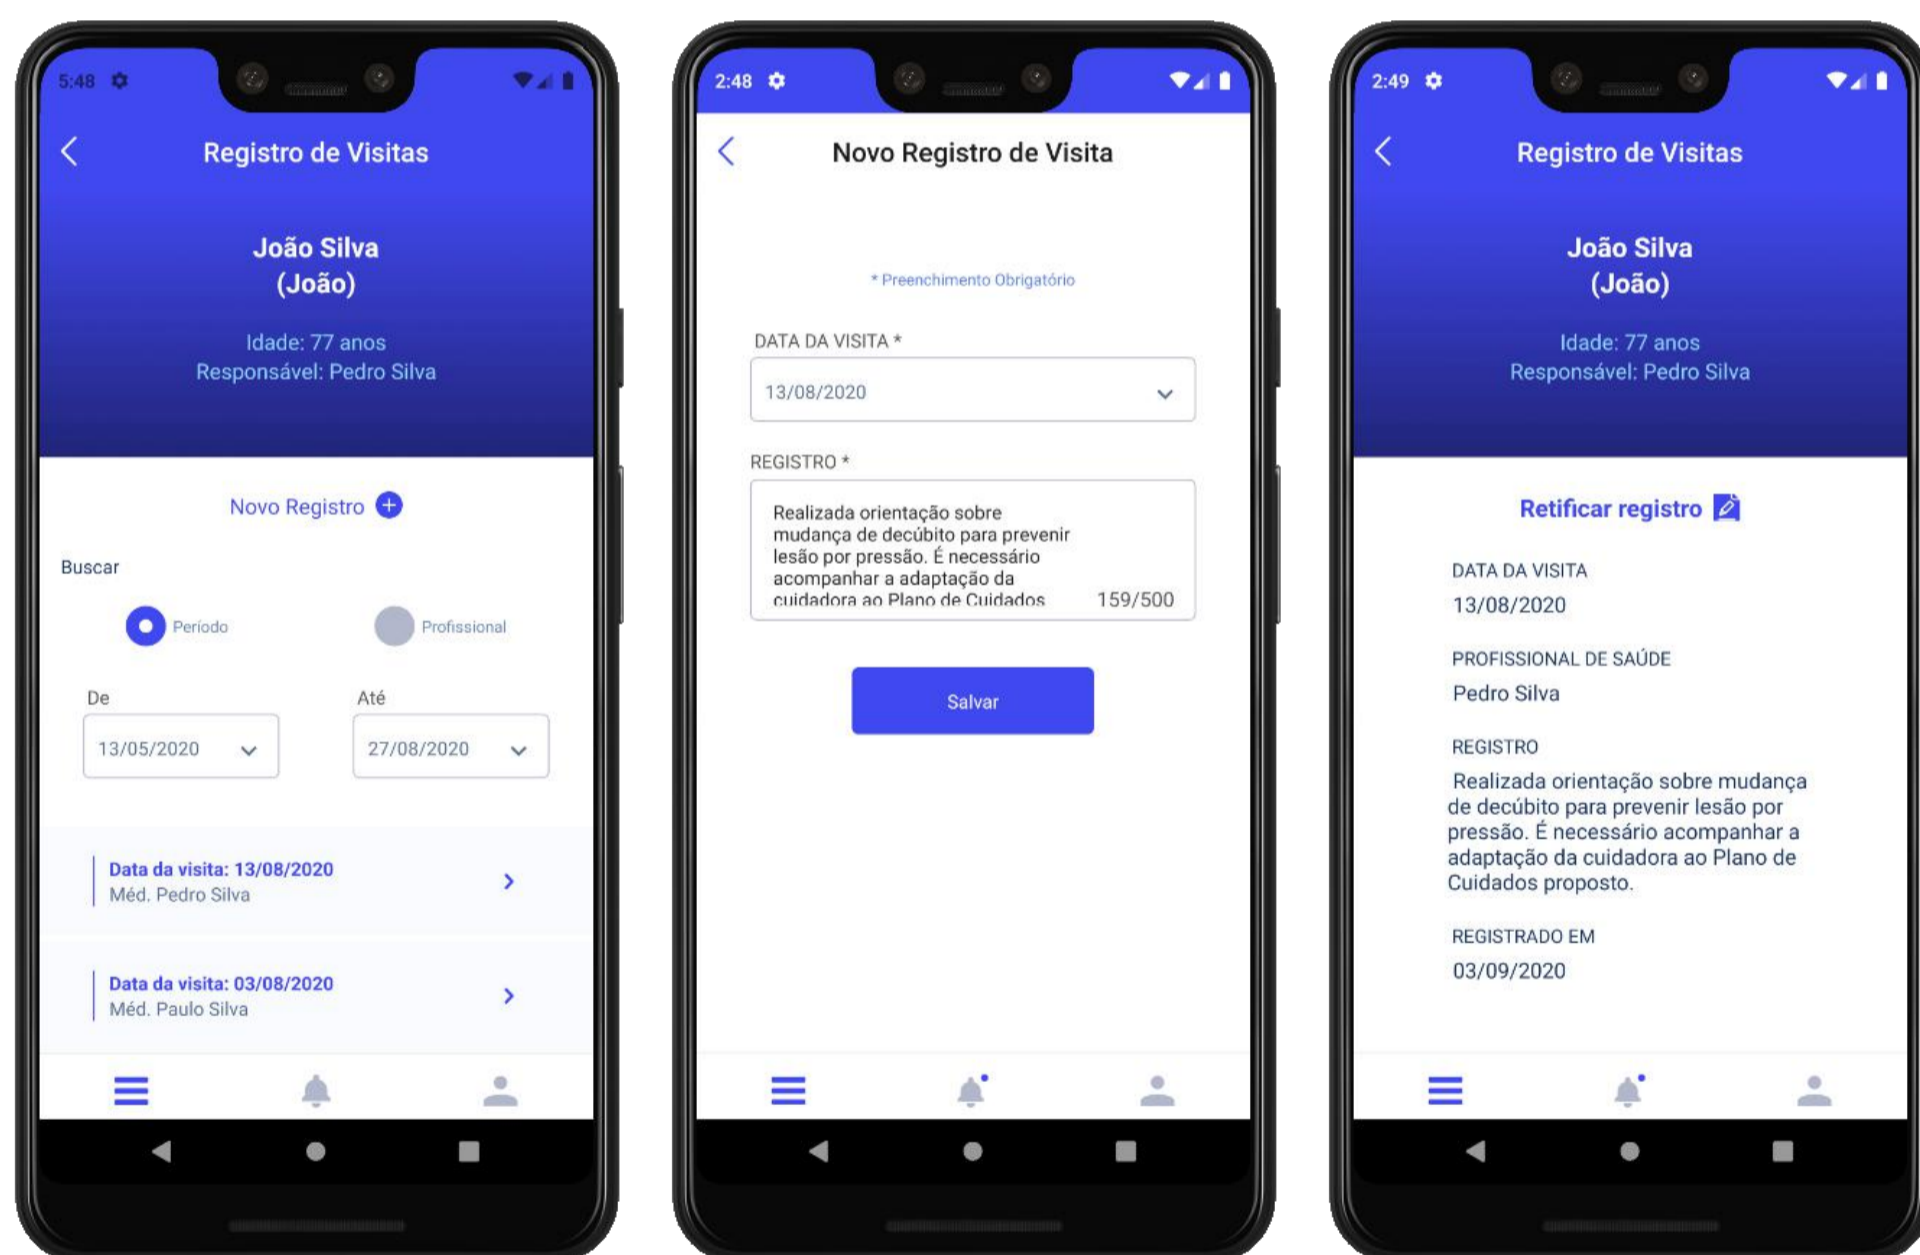 5:48
Registro de Visitas
João Silva
(João)
Idade: 77 anos
Responsável: Pedro Silva
Novo Registro
Buscar
Período
Profissional
De
Até
13/05/2020
27/08/2020
Data da visita: 13/08/2020
Méd. Pedro Silva
Data da visita: 03/08/2020
Méd. Paulo Silva
2:48
Novo Registro de Visita
* Preenchimento Obrigatório
DATA DA VISITA *
13/08/2020
REGISTRO *
Realizada orientação sobre
mudança de decúbito para prevenir
lesão por pressão. É necessário
acompanhar a adaptação da
cuidadora ao Plano de Cuidados
159/500
Salvar
2:49
Registro de Visitas
João Silva
(João)
Idade: 77 anos
Responsável: Pedro Silva
Retificar registro
DATA DA VISITA
13/08/2020
PROFISSIONAL DE SAÚDE
Pedro Silva
REGISTRO
Realizada orientação sobre mudança
de decúbito para prevenir lesão por
pressão. É necessário acompanhar a
adaptação da cuidadora ao Plano de
Cuidados proposto.
REGISTRADO EM
03/09/2020